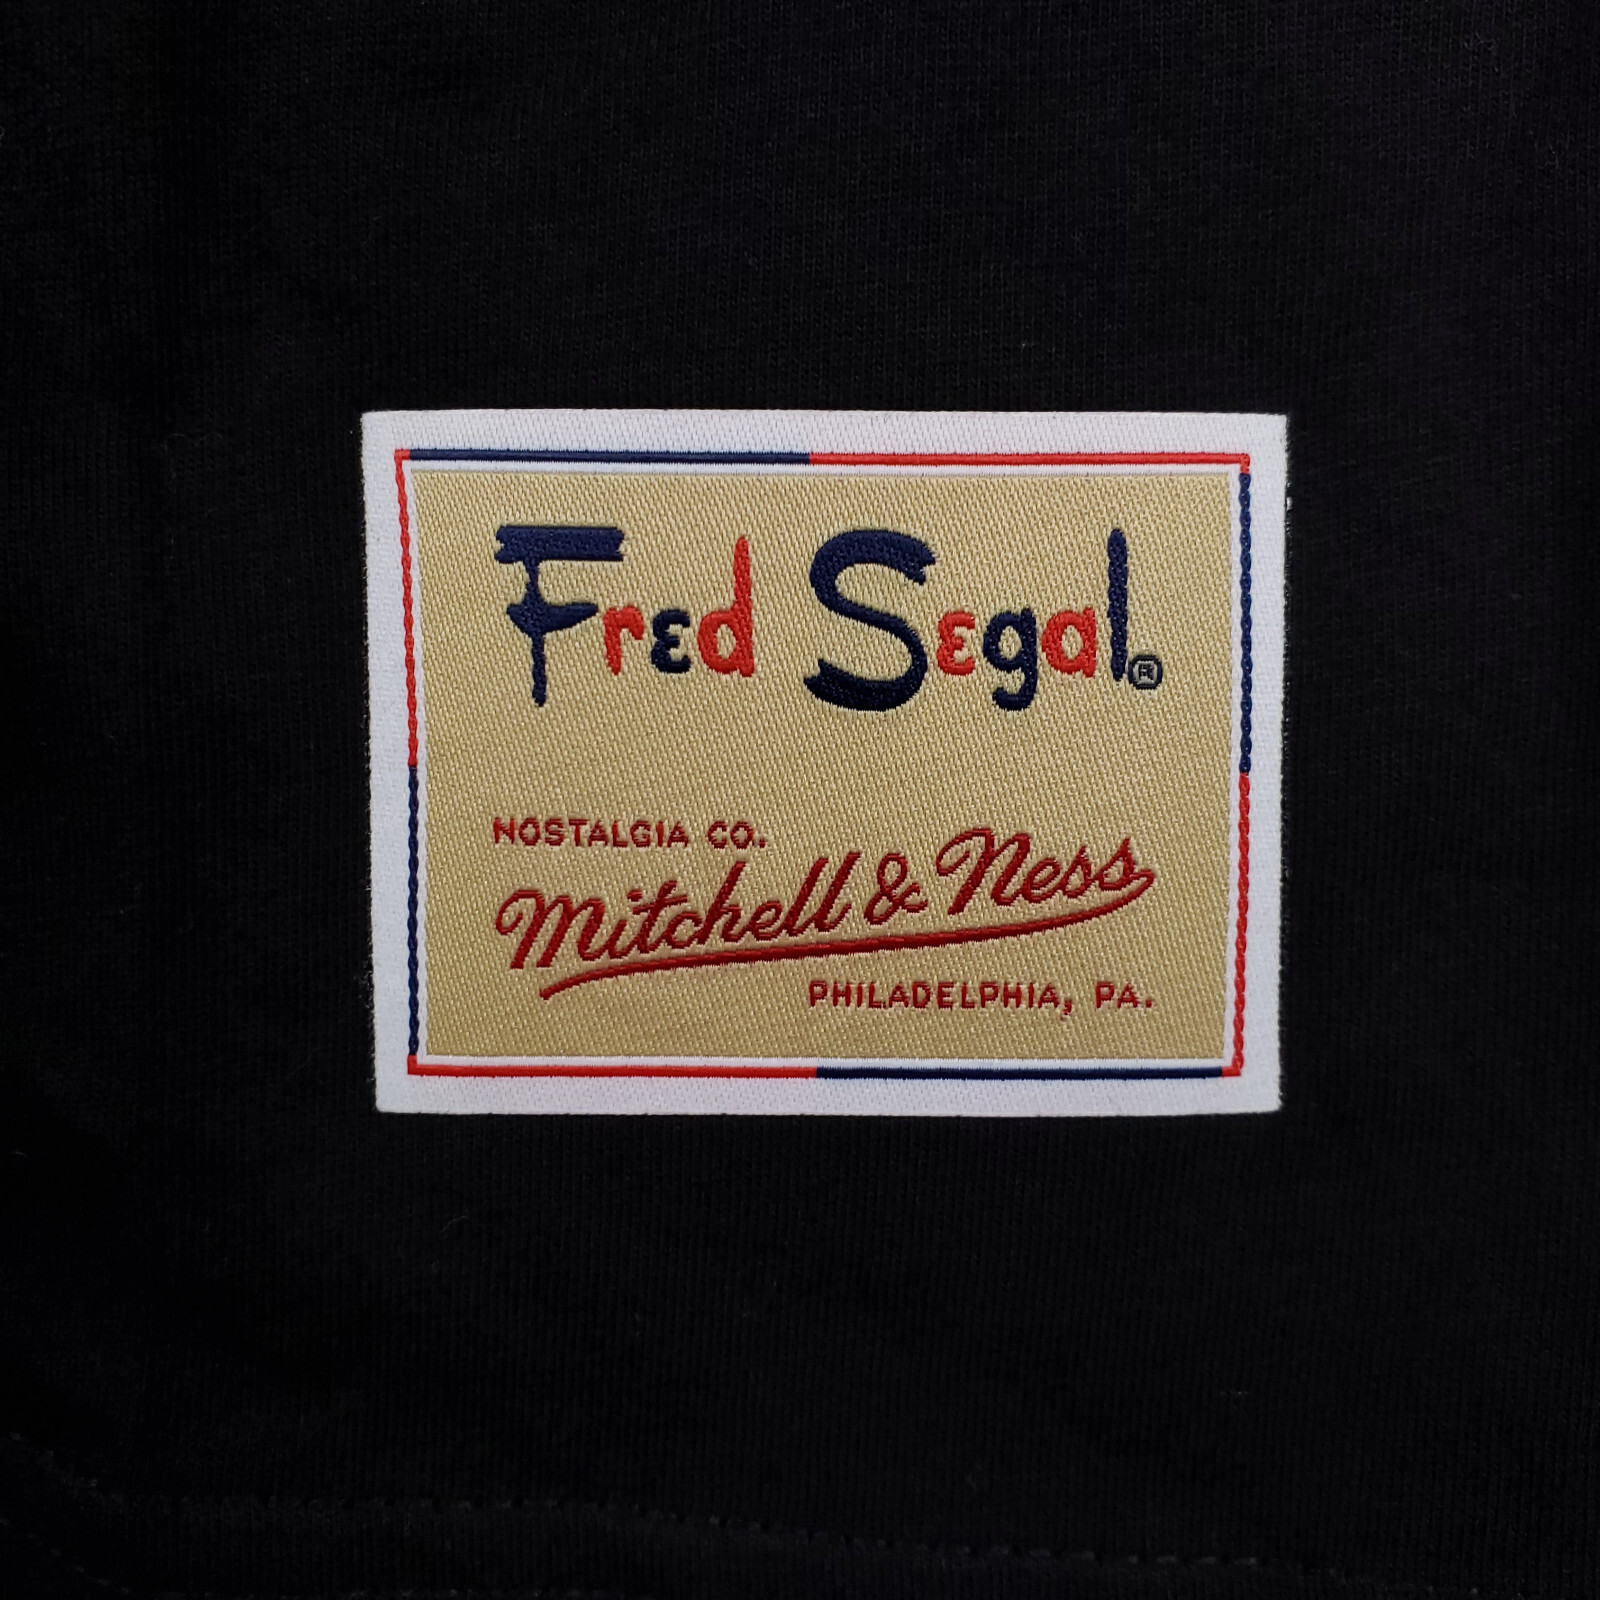 Fred Segal®
NOSTALGIA CO.
Mitchell & Ness
PHILADELPHIA, PA.